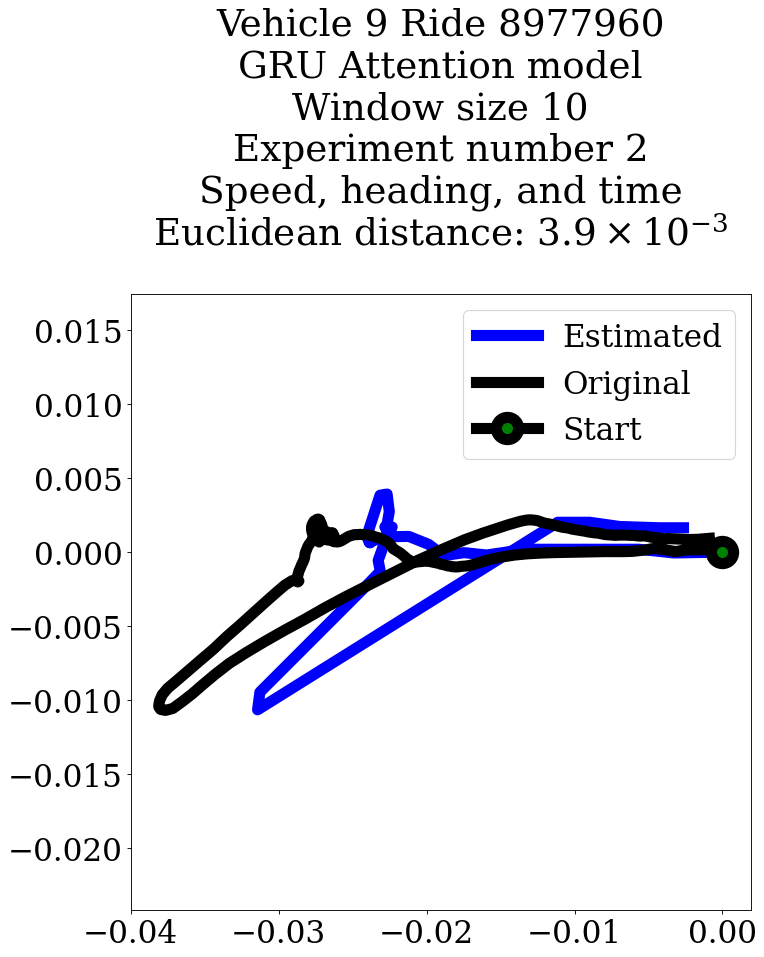 Vehicle 9 Ride 8977960
GRU Attention model
Window size 10
Experiment number 2
Speed, heading, and time
Euclidean distance: 3.9 × 10⁻³
Estimated
Original
Start
0.015
0.010
0.005
0.000
−0.005
−0.010
−0.015
−0.020
−0.04 −0.03 −0.02 −0.01 0.00